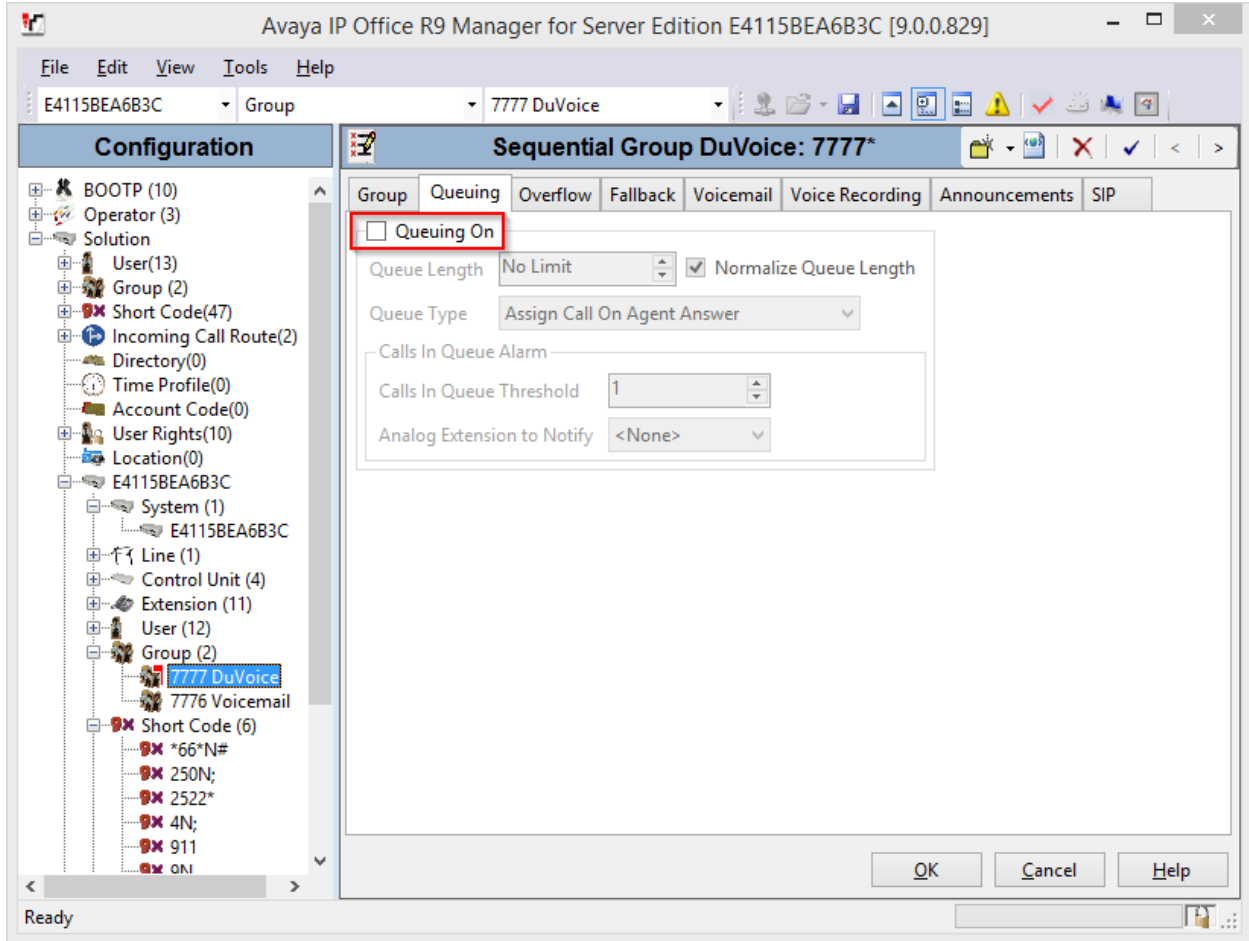 Avaya IP Office R9 Manager for Server Edition E4115BEA6B3C [9.0.0.829]
File Edit View Tools Help
E4115BEA6B3C Group 7777 DuVoice
Configuration
Sequential Group DuVoice: 7777*
BOOTP (10)
Operator (3)
Solution
User(13)
Group (2)
Short Code(47)
Incoming Call Route(2)
Directory(0)
Time Profile(0)
Account Code(0)
User Rights(10)
Location(0)
E4115BEA6B3C
System (1)
E4115BEA6B3C
Line (1)
Control Unit (4)
Extension (11)
User (12)
Group (2)
7777 DuVoice
7776 Voicemail
Short Code (6)
*66*N#
250N;
2522*
4N;
911
9N
Group Queuing Overflow Fallback Voicemail Voice Recording Announcements SIP
Queuing On
Queue Length No Limit Normalize Queue Length
Queue Type Assign Call On Agent Answer
Calls In Queue Alarm
Calls In Queue Threshold 1
Analog Extension to Notify <None>
OK Cancel Help
Ready